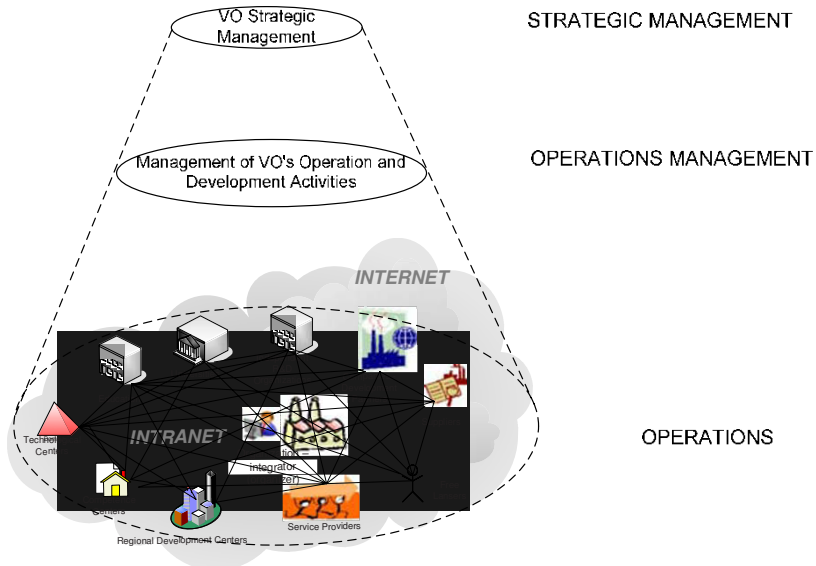 VO Strategic
Management
STRATEGIC MANAGEMENT
Management of VO's Operation and
Development Activities
OPERATIONS MANAGEMENT
INTERNET
INTRANET
OPERATIONS
integrator
Centers
Service Providers
Regional Development Centers